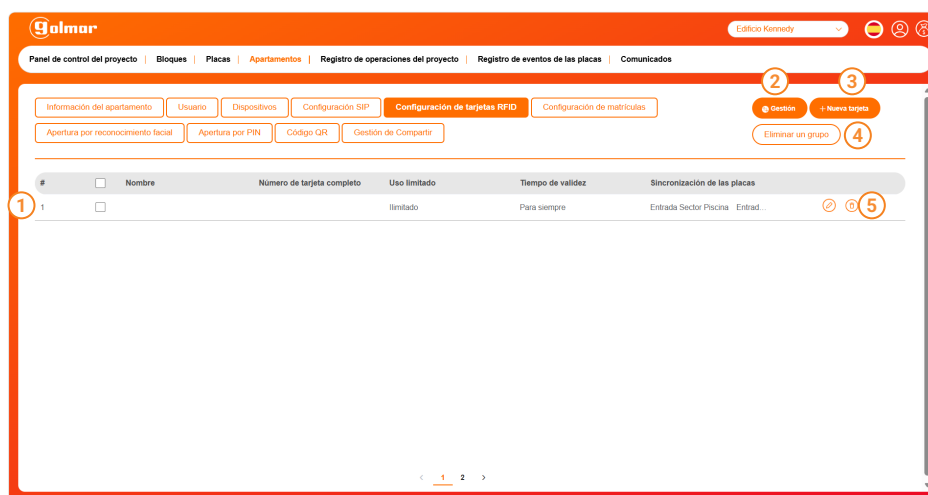 golmar
Edificio Kennedy
Panel de control del proyecto | Bloques | Placas | Apartamentos | Registro de operaciones del proyecto | Registro de eventos de las placas | Comunicados
2 3
Información del apartamento Usuario Dispositivos Configuración SIP Configuración de tarjetas RFID Configuración de matrículas Gestión + Nueva tarjeta
Apertura por reconocimiento facial Apertura por PIN Código QR Gestión de Compartir Eliminar un grupo 4
# Nombre Número de tarjeta completo Uso limitado Tiempo de validez Sincronización de las placas
1 1 Ilimitado Para siempre Entrada Sector Piscina Entrad... 5
< 1 2 >